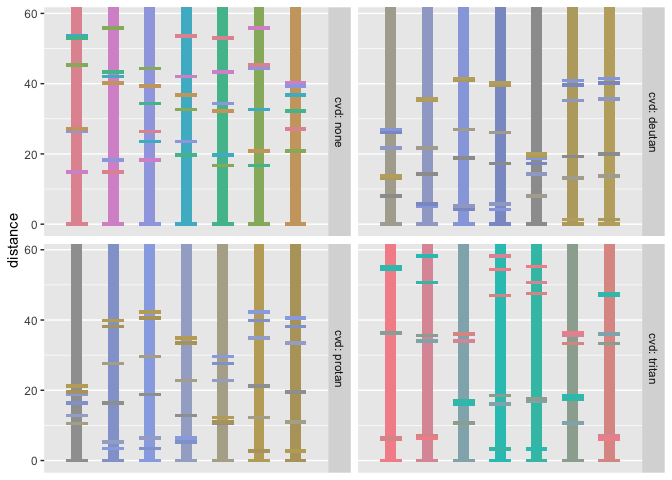 60
40
20
0
cvd: none
cvd: deutan
distance
60
40
20
0
cvd: protan
cvd: tritan